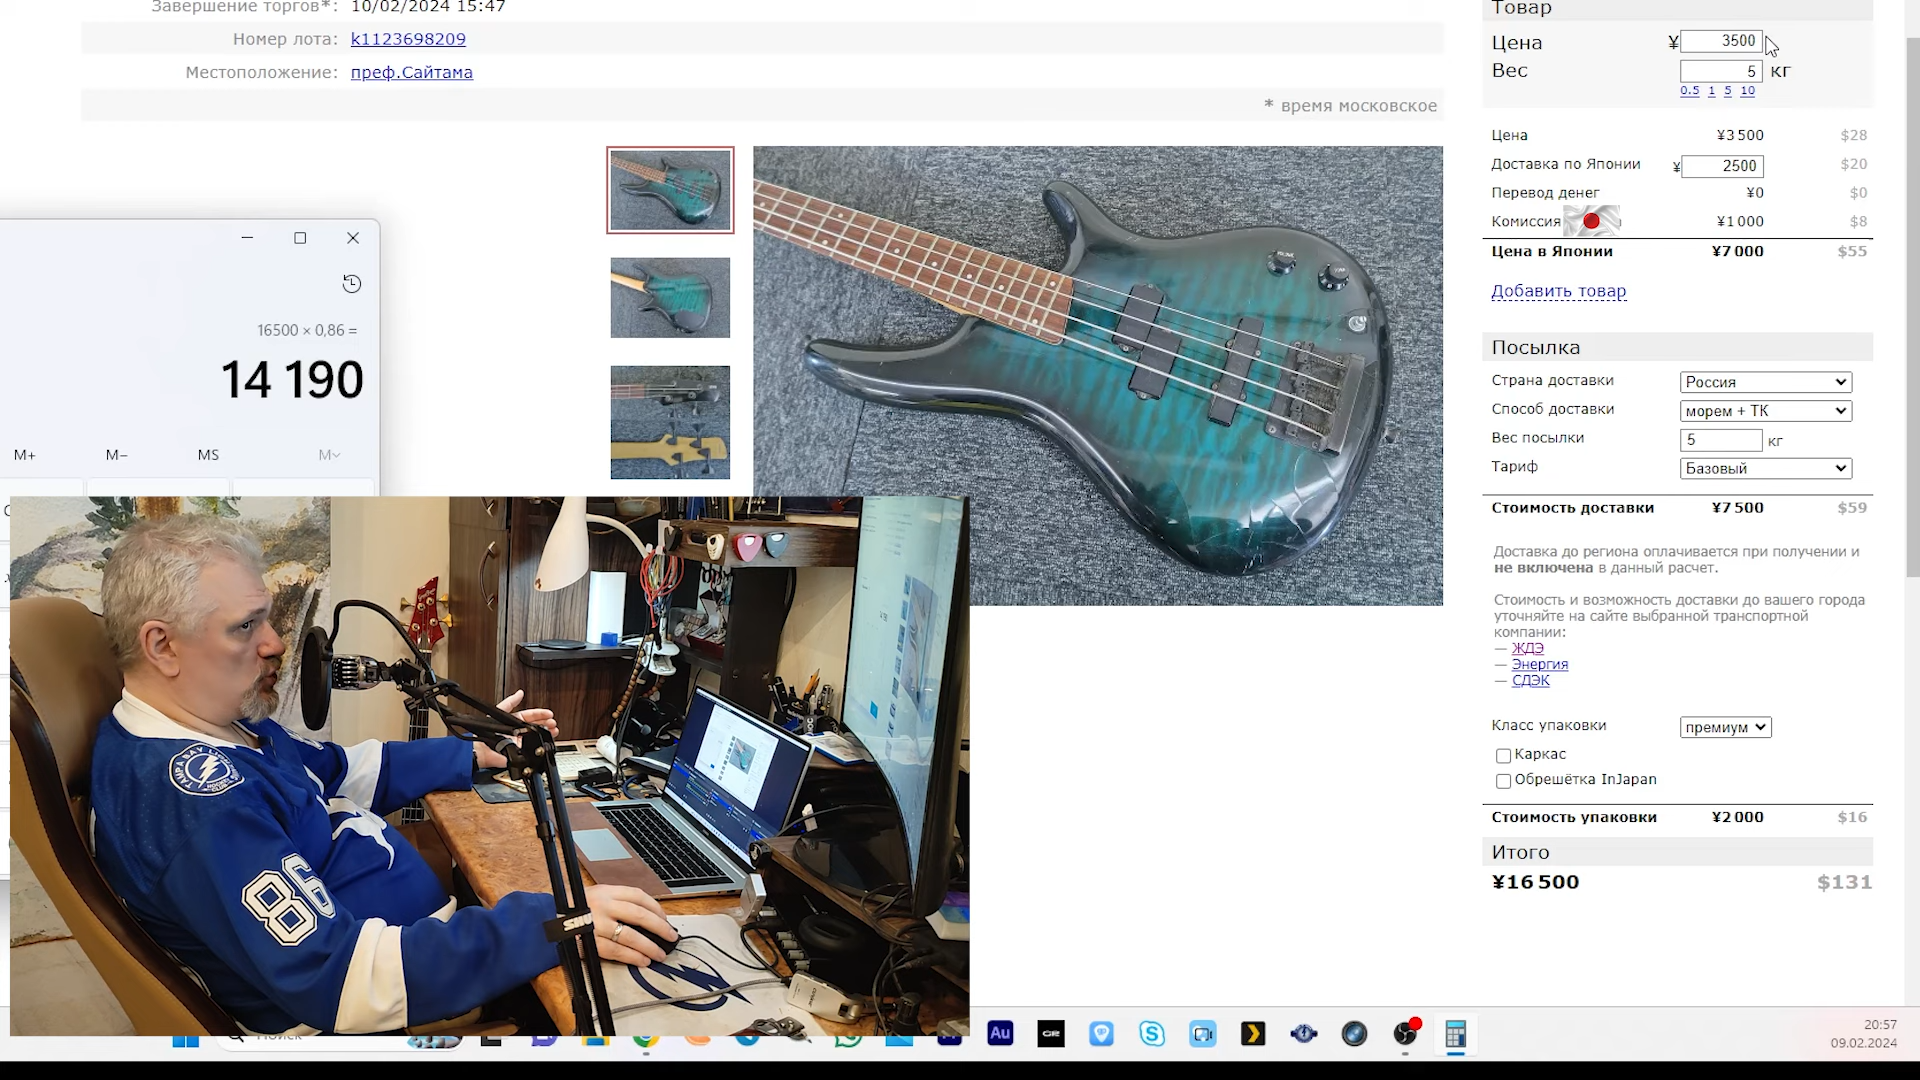 Завершение торгов*: 10/02/2024 15:47
Номер лота: k1123698209
Местоположение: преф.Сайтама
* время московское
16500 × 0,86 =
14 190
M+ M− MS M
Товар
Цена ¥ 3500
Вес 5 кг
0.5 1 5 10
Цена ¥3 500 $28
Доставка по Японии ¥ 2500 $20
Перевод денег ¥0 $0
Комиссия ¥1 000 $8
Цена в Японии ¥7 000 $55
Добавить товар
Посылка
Страна доставки Россия
Способ доставки морем + ТК
Вес посылки 5 кг
Тариф Базовый
Стоимость доставки ¥7 500 $59
Доставка до региона оплачивается при получении и
не включена в данный расчет.
Стоимость и возможность доставки до вашего города
уточняйте на сайте выбранной транспортной
компании:
— ЖДЭ
— Энергия
— СДЭК
Класс упаковки премиум
Каркас
Обрешётка InJapan
Стоимость упаковки ¥2 000 $16
Итого
¥16 500 $131
TAMPA BAY
86
Поиск
Au
20:57
09.02.2024